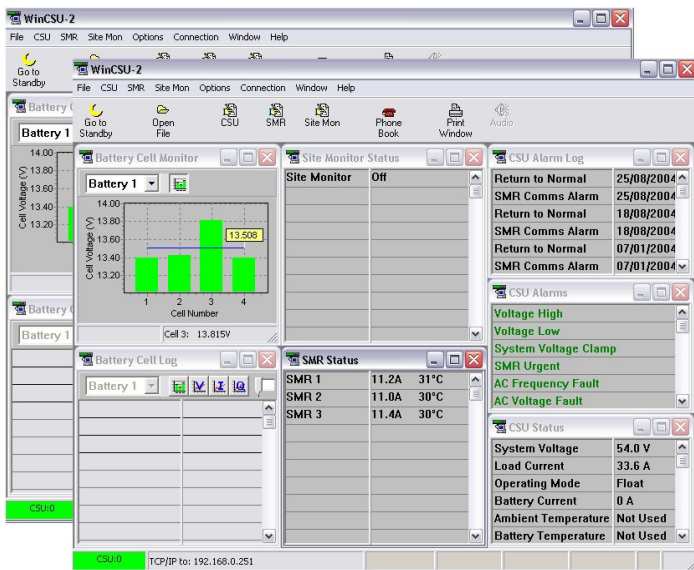 WinCSU-2
File CSU SMR Site Mon Options Connection Window Help
Go to Standby
Battery
Battery 1
14.00
13.80
13.60
13.40
13.20
Cell Voltage (V)
Battery
Battery 1
CSU:0
WinCSU-2
File CSU SMR Site Mon Options Connection Window Help
Go to Standby
Open File
CSU
SMR
Site Mon
Phone Book
Print Window
Audio
Battery Cell Monitor
Battery 1
14.00
13.80
13.60
13.40
13.20
Cell Voltage (V)
13.508
1 2 3 4
Cell Number
Cell 3: 13.815V
Site Monitor Status
Site Monitor Off
CSU Alarm Log
Return to Normal 25/08/2004
SMR Comms Alarm 25/08/2004
Return to Normal 18/08/2004
SMR Comms Alarm 18/08/2004
Return to Normal 07/01/2004
SMR Comms Alarm 07/01/2004
CSU Alarms
Voltage High
Voltage Low
System Voltage Clamp
SMR Urgent
AC Frequency Fault
AC Voltage Fault
Battery Cell Log
Battery 1
SMR Status
SMR 1 11.2A 31°C
SMR 2 11.0A 30°C
SMR 3 11.4A 30°C
CSU Status
System Voltage 54.0 V
Load Current 33.6 A
Operating Mode Float
Battery Current 0 A
Ambient Temperature Not Used
Battery Temperature Not Used
CSU:0
TCP/IP to: 192.168.0.251